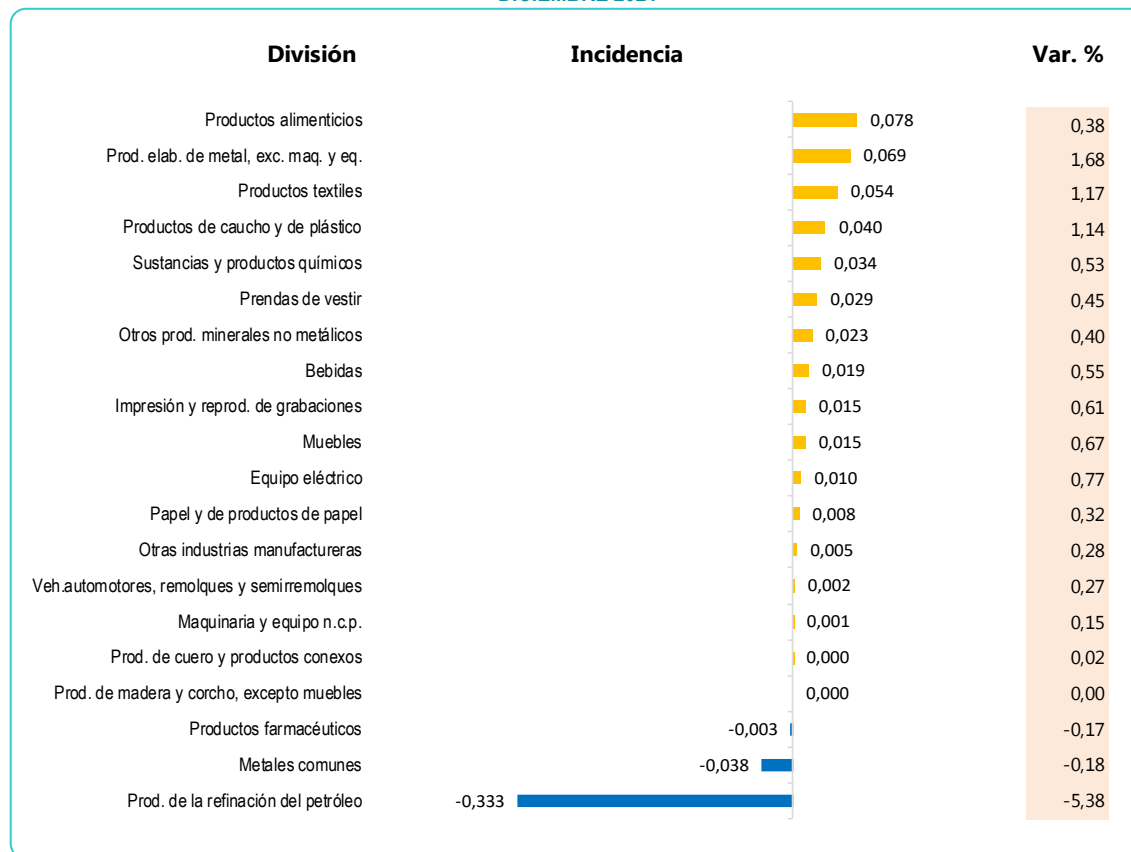 División Incidencia Var. %
Productos alimenticios 0,078 0,38
Prod. elab. de metal, exc. maq. y eq. 0,069 1,68
Productos textiles 0,054 1,17
Productos de caucho y de plástico 0,040 1,14
Sustancias y productos químicos 0,034 0,53
Prendas de vestir 0,029 0,45
Otros prod. minerales no metálicos 0,023 0,40
Bebidas 0,019 0,55
Impresión y reprod. de grabaciones 0,015 0,61
Muebles 0,015 0,67
Equipo eléctrico 0,010 0,77
Papel y de productos de papel 0,008 0,32
Otras industrias manufactureras 0,005 0,28
Veh.automotores, remolques y semirremolques 0,002 0,27
Maquinaria y equipo n.c.p. 0,001 0,15
Prod. de cuero y productos conexos 0,000 0,02
Prod. de madera y corcho, excepto muebles 0,000 0,00
Productos farmacéuticos -0,003 -0,17
Metales comunes -0,038 -0,18
Prod. de la refinación del petróleo -0,333 -5,38